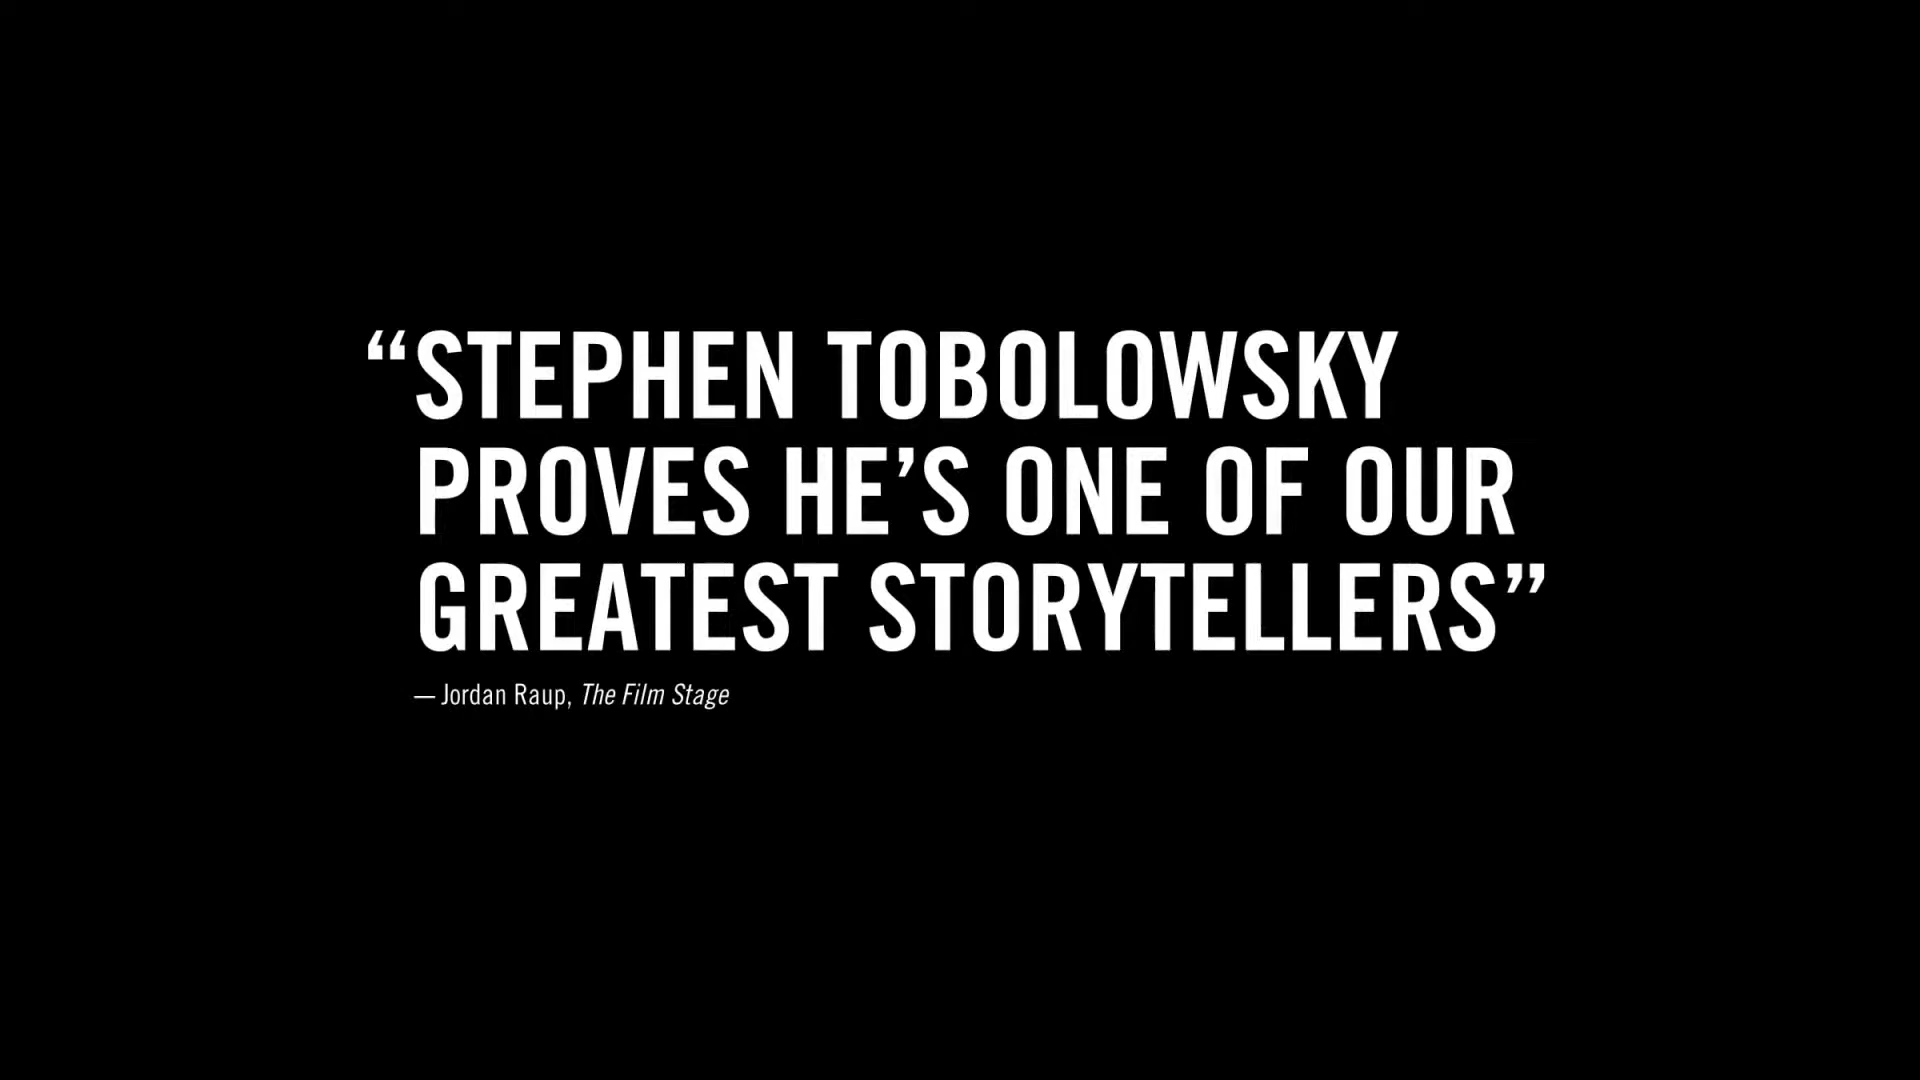 “STEPHEN TOBOLOWSKY
PROVES HE’S ONE OF OUR
GREATEST STORYTELLERS”
— Jordan Raup, The Film Stage